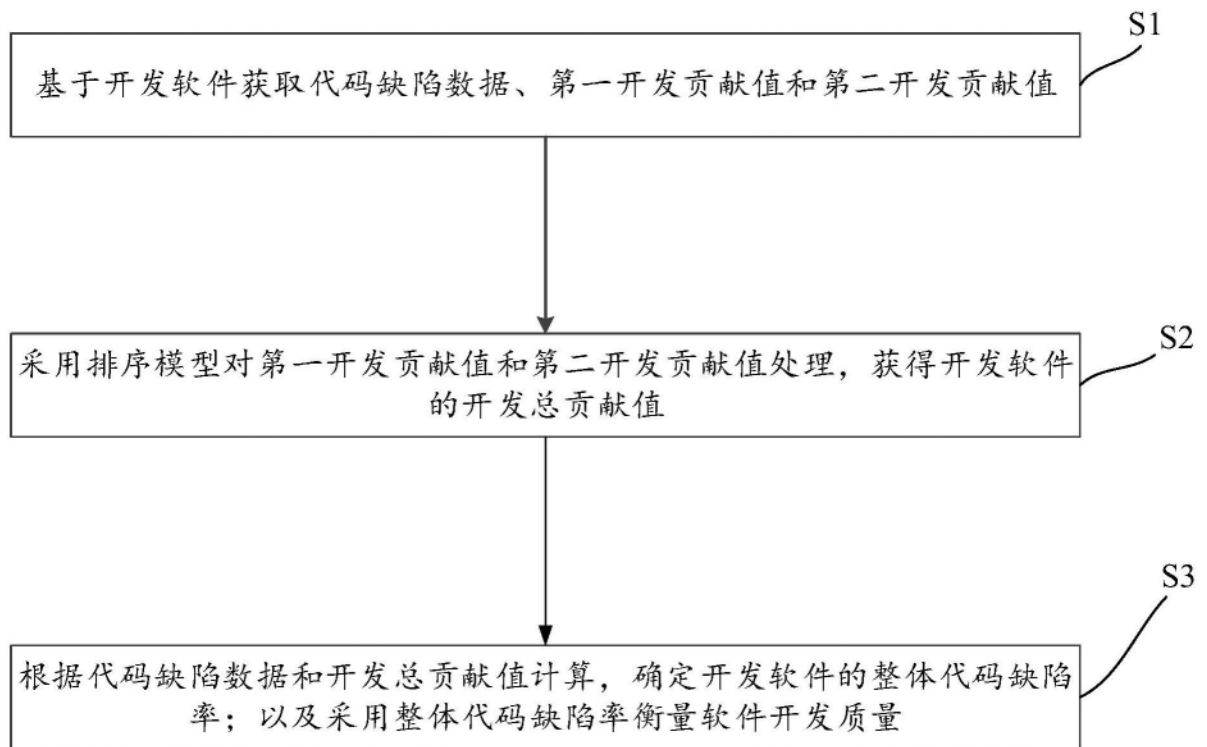 S1
基于开发软件获取代码缺陷数据、第一开发贡献值和第二开发贡献值
S2
采用排序模型对第一开发贡献值和第二开发贡献值处理，获得开发软件
的开发总贡献值
S3
根据代码缺陷数据和开发总贡献值计算，确定开发软件的整体代码缺陷
率；以及采用整体代码缺陷率衡量软件开发质量